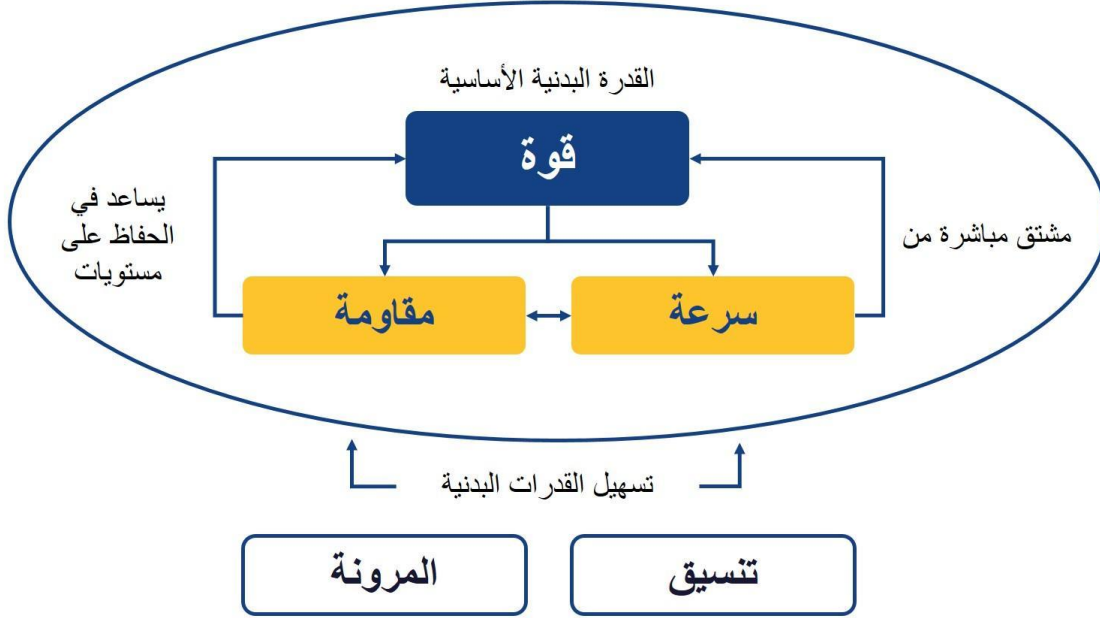 القدرة البدنية الأساسية
قوة
مشتق مباشرة من
يساعد في
الحفاظ على
مستويات
سرعة
مقاومة
تسهيل القدرات البدنية
تنسيق
المرونة